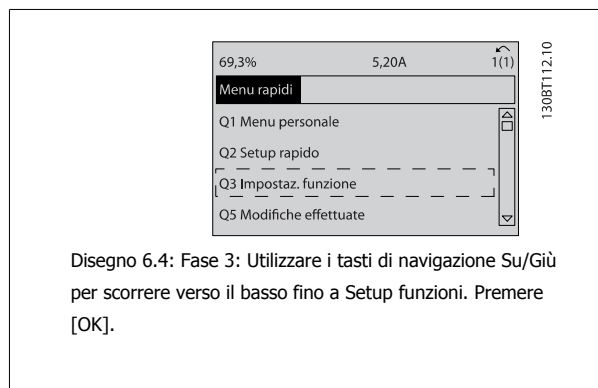 69,3% 5,20A 1(1)
Menu rapidi
Q1 Menu personale
Q2 Setup rapido
Q3 Impostaz. funzione
Q5 Modifiche effettuate
130BT112.10
Disegno 6.4: Fase 3: Utilizzare i tasti di navigazione Su/Giù
per scorrere verso il basso fino a Setup funzioni. Premere
[OK].